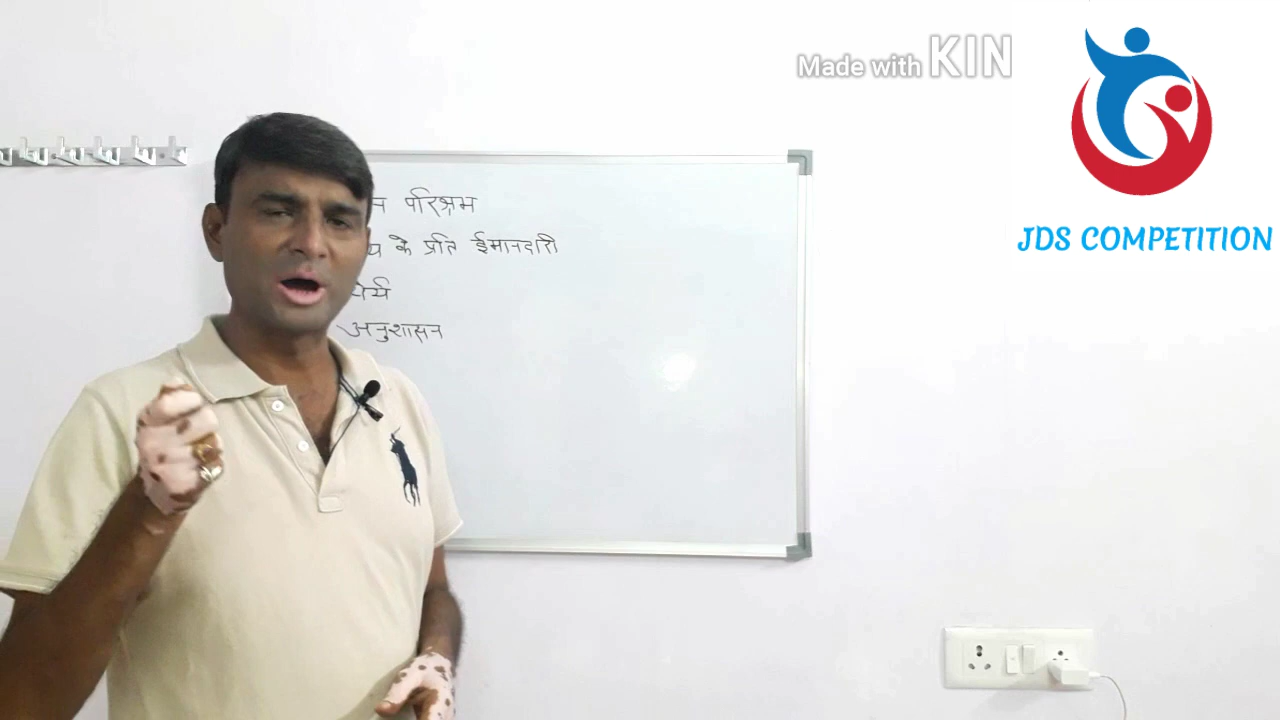 Made with KIN
JDS COMPETITION
परिश्रम
के प्रति ईमानदारी
अनुशासन